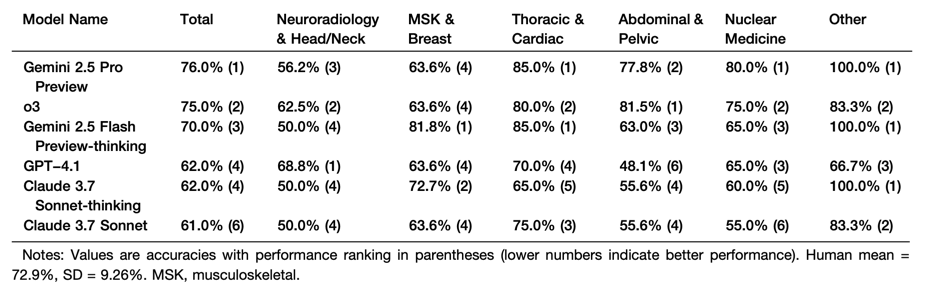 Model Name Total Neuroradiology & Head/Neck MSK & Breast Thoracic & Cardiac Abdominal & Pelvic Nuclear Medicine Other
Gemini 2.5 Pro Preview 76.0% (1) 56.2% (3) 63.6% (4) 85.0% (1) 77.8% (2) 80.0% (1) 100.0% (1)
o3 75.0% (2) 62.5% (2) 63.6% (4) 80.0% (2) 81.5% (1) 75.0% (2) 83.3% (2)
Gemini 2.5 Flash Preview-thinking 70.0% (3) 50.0% (4) 81.8% (1) 85.0% (1) 63.0% (3) 65.0% (3) 100.0% (1)
GPT−4.1 62.0% (4) 68.8% (1) 63.6% (4) 70.0% (4) 48.1% (6) 65.0% (3) 66.7% (3)
Claude 3.7 Sonnet-thinking 62.0% (4) 50.0% (4) 72.7% (2) 65.0% (5) 55.6% (4) 60.0% (5) 100.0% (1)
Claude 3.7 Sonnet 61.0% (6) 50.0% (4) 63.6% (4) 75.0% (3) 55.6% (4) 55.0% (6) 83.3% (2)
Notes: Values are accuracies with performance ranking in parentheses (lower numbers indicate better performance). Human mean =
72.9%, SD = 9.26%. MSK, musculoskeletal.